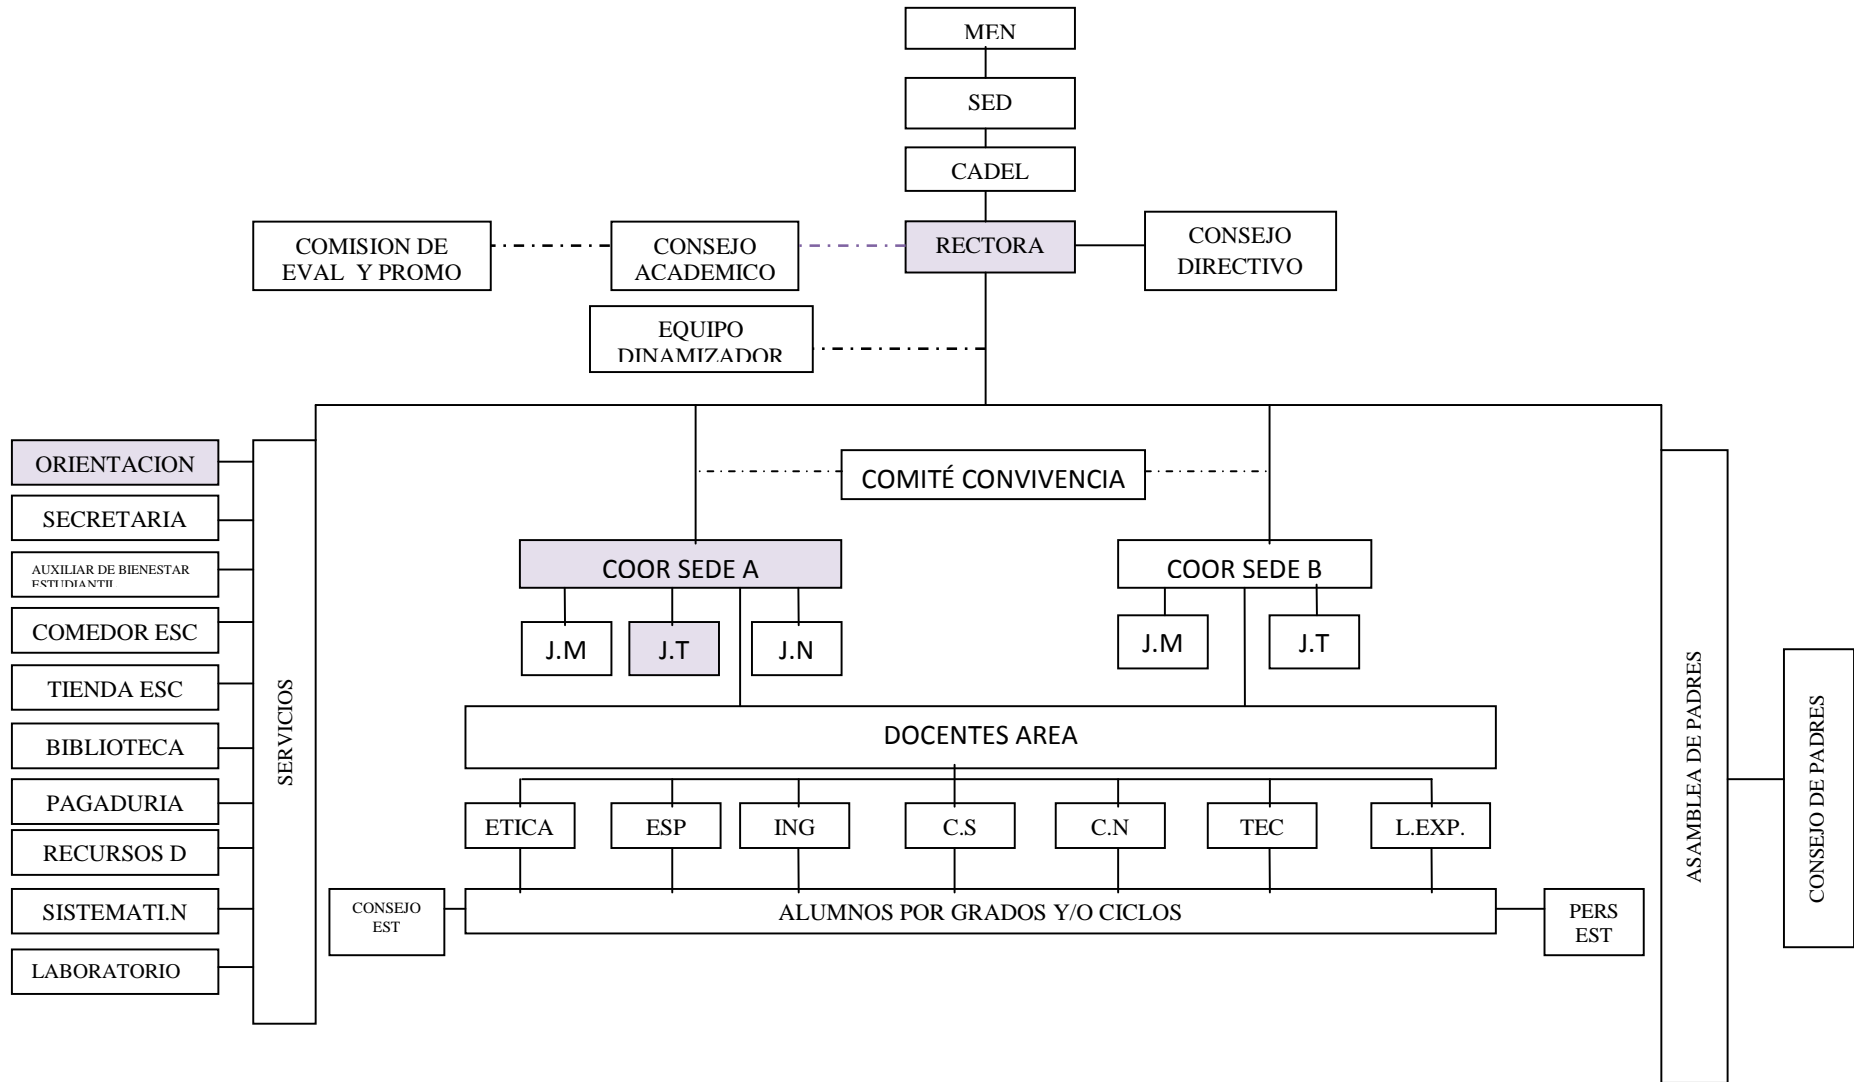 MEN
SED
CADEL
COMISION DE
EVAL Y PROMO
CONSEJO
ACADEMICO
RECTORA
CONSEJO
DIRECTIVO
EQUIPO
DINAMIZADOR
ORIENTACION
SECRETARIA
AUXILIAR DE BIENESTAR
ESTUDIANTIL
COMEDOR ESC
TIENDA ESC
BIBLIOTECA
PAGADURIA
RECURSOS D
SISTEMATI.N
LABORATORIO
SERVICIOS
COMITÉ CONVIVENCIA
COOR SEDE A
COOR SEDE B
J.M
J.T
J.N
J.M
J.T
DOCENTES AREA
ETICA
ESP
ING
C.S
C.N
TEC
L.EXP.
CONSEJO
EST
ALUMNOS POR GRADOS Y/O CICLOS
PERS
EST
ASAMBLEA DE PADRES
CONSEJO DE PADRES